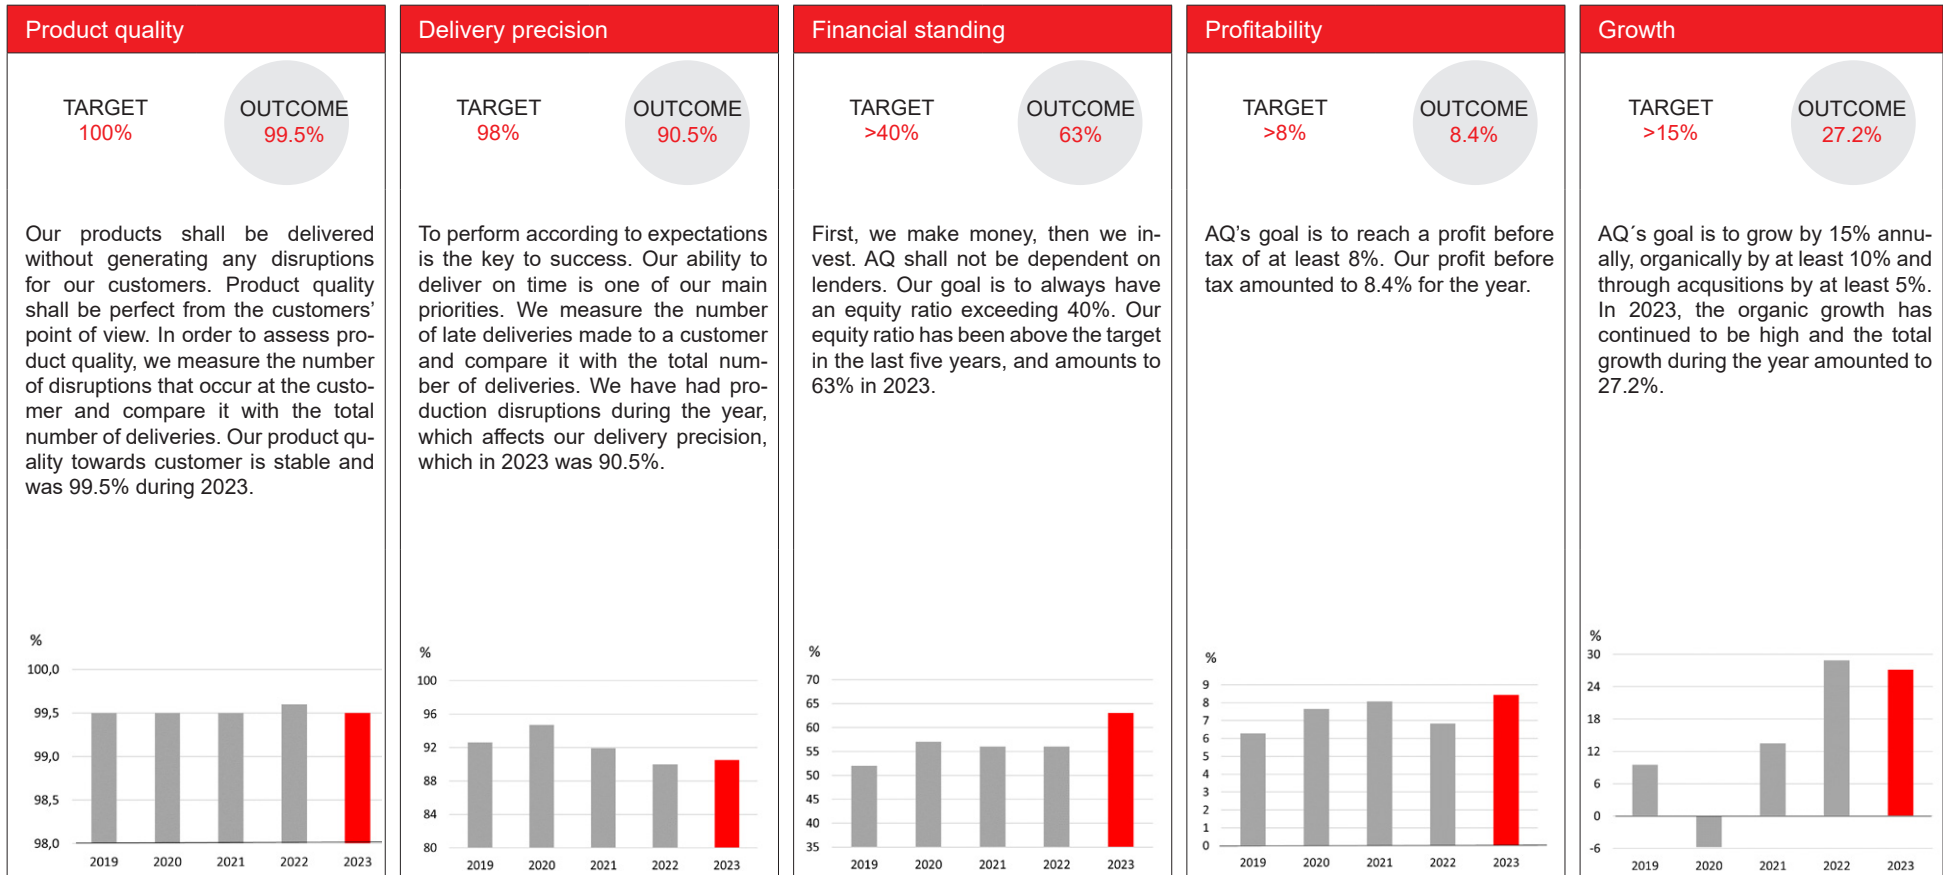 Product quality
TARGET
100%
OUTCOME
99.5%
Our products shall be delivered
without generating any disruptions
for our customers. Product quality
shall be perfect from the customers’
point of view. In order to assess pro-
duct quality, we measure the number
of disruptions that occur at the custo-
mer and compare it with the total
number of deliveries. Our product qu-
ality towards customer is stable and
was 99.5% during 2023.
%
100,0
99,5
99,0
98,5
98,0
2019 2020 2021 2022 2023
Delivery precision
TARGET
98%
OUTCOME
90.5%
To perform according to expectations
is the key to success. Our ability to
deliver on time is one of our main
priorities. We measure the number
of late deliveries made to a customer
and compare it with the total num-
ber of deliveries. We have had pro-
duction disruptions during the year,
which affects our delivery precision,
which in 2023 was 90.5%.
%
100
96
92
88
84
80
2019 2020 2021 2022 2023
Financial standing
TARGET
>40%
OUTCOME
63%
First, we make money, then we in-
vest. AQ shall not be dependent on
lenders. Our goal is to always have
an equity ratio exceeding 40%. Our
equity ratio has been above the target
in the last five years, and amounts to
63% in 2023.
%
70
65
60
55
50
45
40
35
2019 2020 2021 2022 2023
Profitability
TARGET
>8%
OUTCOME
8.4%
AQ’s goal is to reach a profit before
tax of at least 8%. Our profit before
tax amounted to 8.4% for the year.
%
9
8
7
6
5
4
3
2
1
0
2019 2020 2021 2022 2023
Growth
TARGET
>15%
OUTCOME
27.2%
AQ´s goal is to grow by 15% annu-
ally, organically by at least 10% and
through acqusitions by at least 5%.
In 2023, the organic growth has
continued to be high and the total
growth during the year amounted to
27.2%.
%
30
24
18
12
6
0
-6
2019 2020 2021 2022 2023